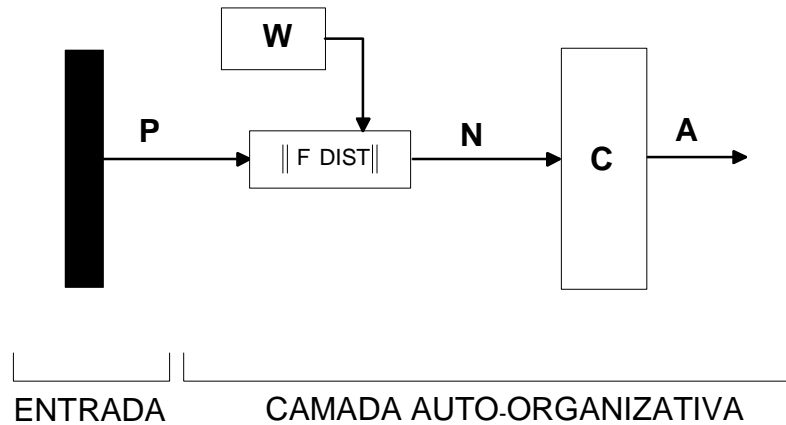 W
P
‖ F DIST‖
N
C
A
ENTRADA
CAMADA AUTO-ORGANIZATIVA